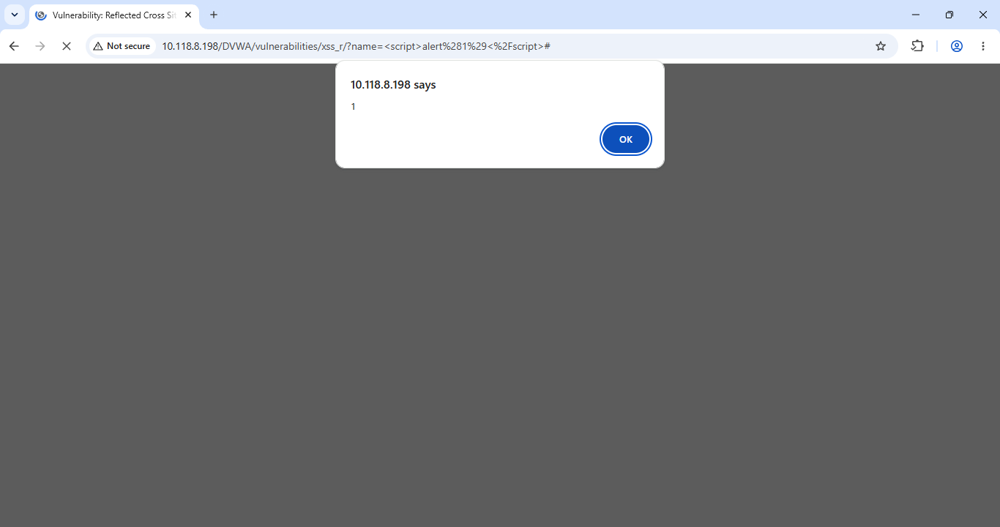 Vulnerability: Reflected Cross Sit
Not secure
10.118.8.198/DVWA/vulnerabilities/xss_r/?name=<script>alert%281%29<%2Fscript>#
10.118.8.198 says
1
OK